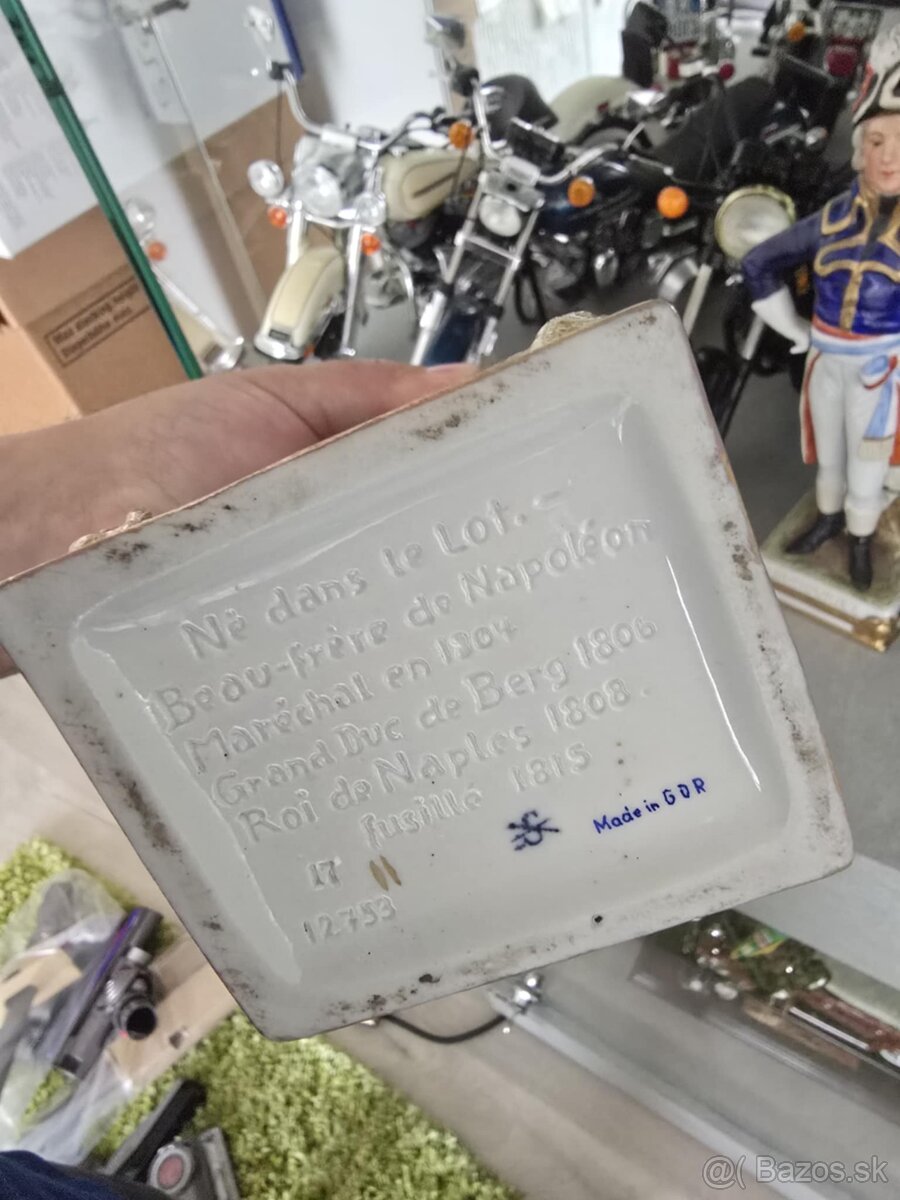 Né dans le Lot.-
Beau-frère de Napoléon
Maréchal en 1804
Grand Duc de Berg 1806
Roi de Naples 1808.
fusillé 1815
17 11
12753
Made in GDR
@( Bazos.sk